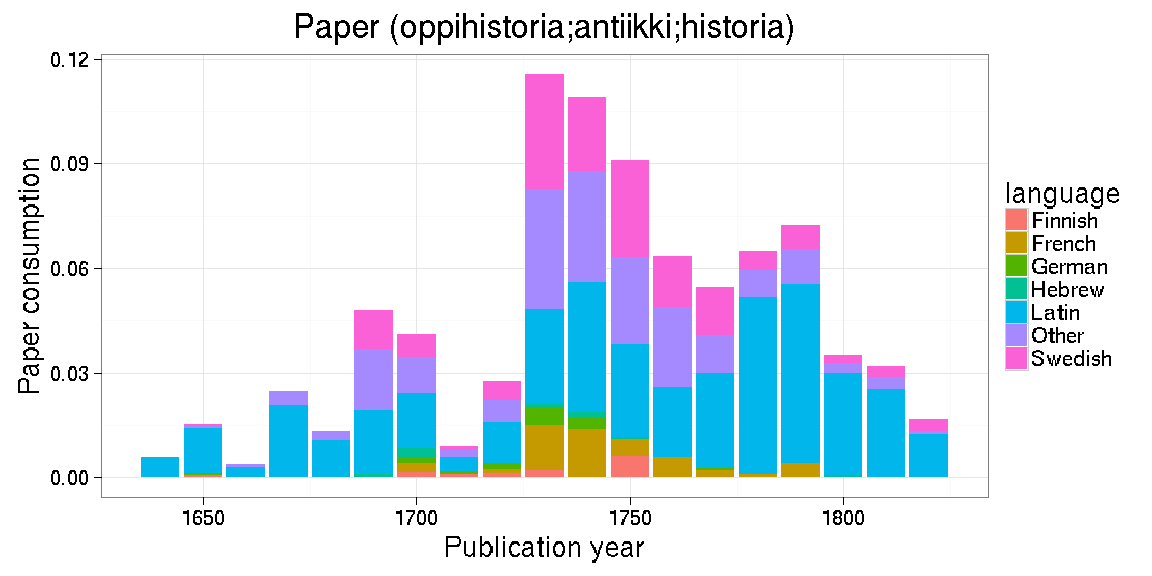 Paper (oppihistoria;antiikki;historia)
Paper consumption
0.12
0.09
0.06
0.03
0.00
1650
1700
1750
1800
Publication year
language
Finnish
French
German
Hebrew
Latin
Other
Swedish